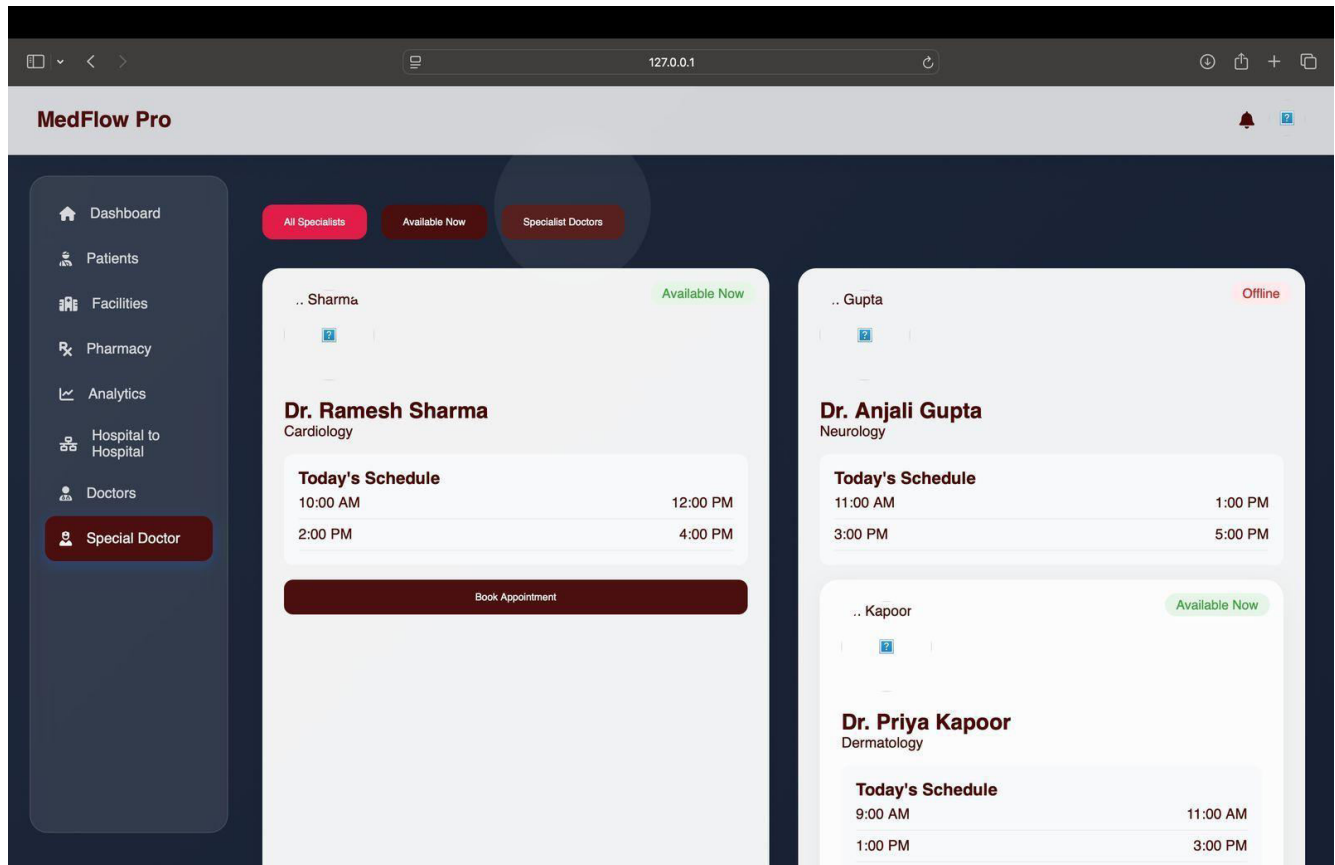 127.0.0.1
MedFlow Pro
Dashboard
Patients
Facilities
Pharmacy
Analytics
Hospital to
Hospital
Doctors
Special Doctor
All Specialists
Available Now
Specialist Doctors
.. Sharma
Available Now
Dr. Ramesh Sharma
Cardiology
Today's Schedule
10:00 AM 12:00 PM
2:00 PM 4:00 PM
Book Appointment
.. Gupta
Offline
Dr. Anjali Gupta
Neurology
Today's Schedule
11:00 AM 1:00 PM
3:00 PM 5:00 PM
.. Kapoor
Available Now
Dr. Priya Kapoor
Dermatology
Today's Schedule
9:00 AM 11:00 AM
1:00 PM 3:00 PM